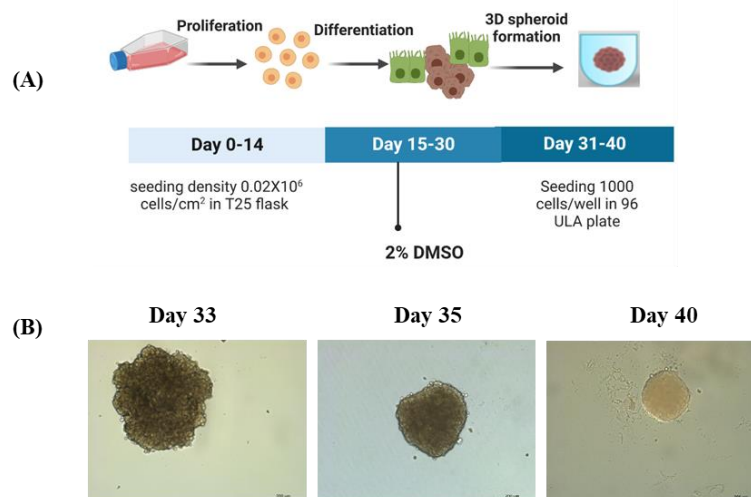 (A)
Proliferation
Differentiation
3D spheroid
formation
Day 0-14
Day 15-30
Day 31-40
seeding density 0.02X10⁶
cells/cm² in T25 flask
Seeding 1000
cells/well in 96
ULA plate
2% DMSO
(B)
Day 33
Day 35
Day 40